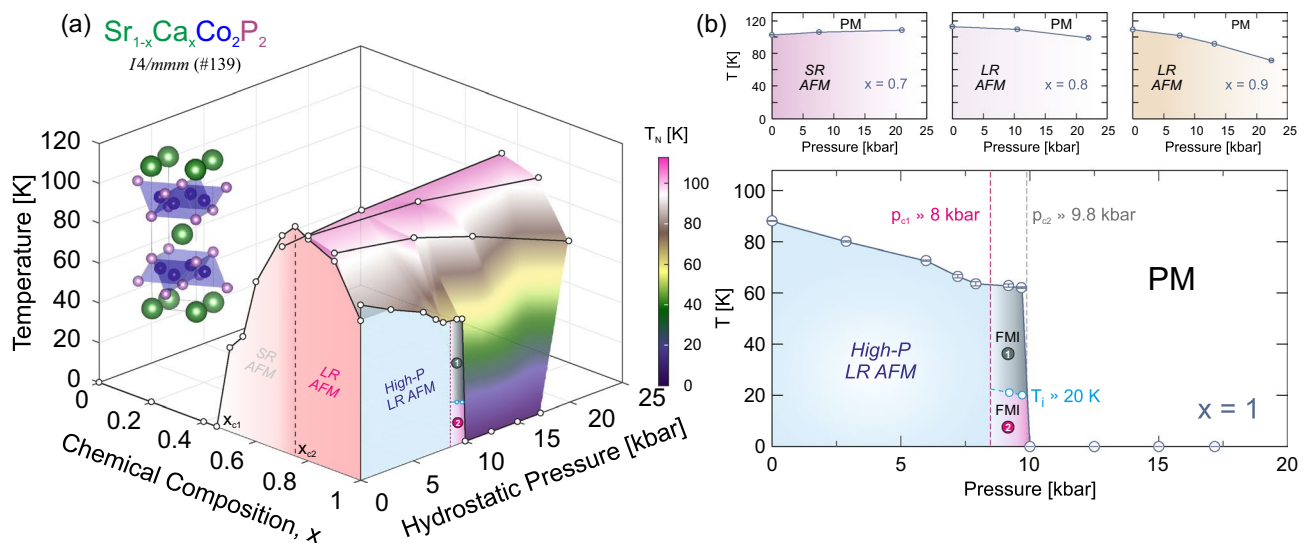 (a)
Sr1-xCaxCo2P2
I4/mmm (#139)
Temperature [K]
120
100
80
60
40
20
0
0
0.2
0.4
0.6
0.8
1
Chemical Composition, x
0
5
10
15
20
25
Hydrostatic Pressure [kbar]
SR
AFM
LR
AFM
High-P
LR AFM
1
2
xc1
xc2
TN [K]
100
80
60
40
20
0
(b)
T [K]
120
80
40
0
PM
SR
AFM
x = 0.7
0 5 10 15 20 25
Pressure [kbar]
PM
LR
AFM
x = 0.8
0 5 10 15 20 25
Pressure [kbar]
PM
LR
AFM
x = 0.9
0 5 10 15 20 25
Pressure [kbar]
T [K]
100
80
60
40
20
0
pc1 » 8 kbar
pc2 » 9.8 kbar
PM
High-P
LR AFM
FMI
1
Ti » 20 K
FMI
2
x = 1
0 5 10 15 20
Pressure [kbar]